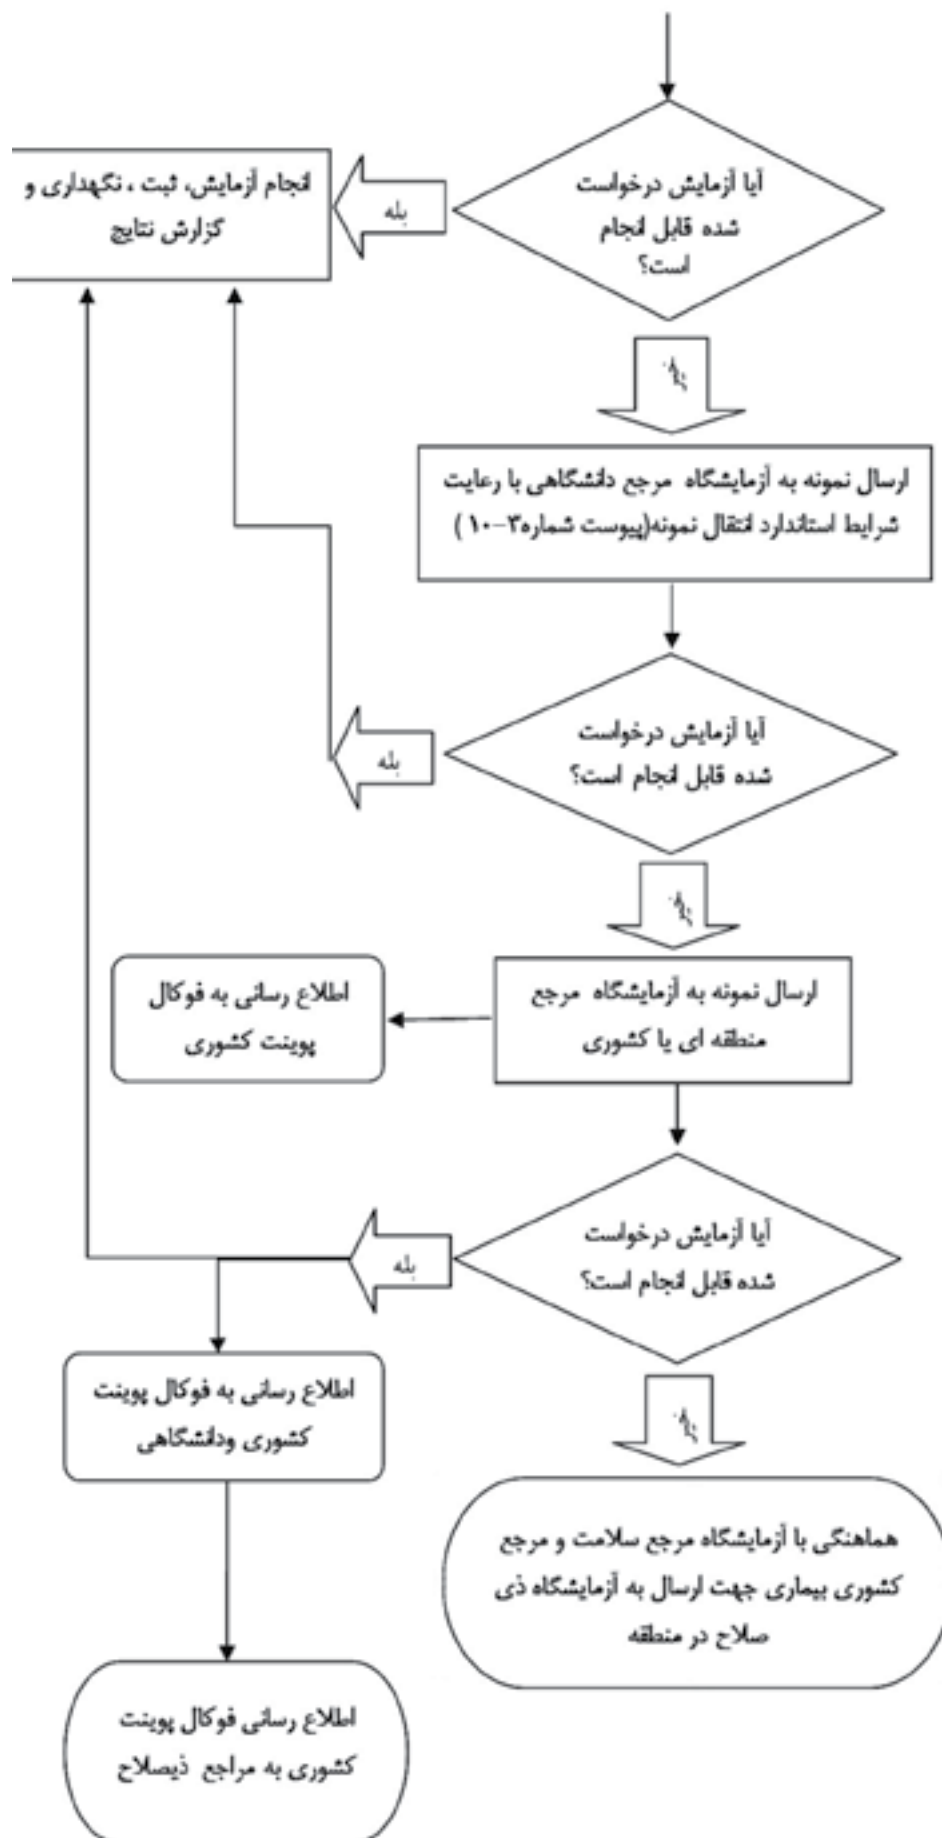 آیا آزمایش درخواست
شده قابل انجام
است؟
بله
انجام آزمایش، ثبت ، نگهداری و
گزارش نتایج
خیر
ارسال نمونه به آزمایشگاه مرجع دانشگاهی با رعایت
شرایط استاندارد انتقال نمونه(پیوست شماره۳-۱۰ )
آیا آزمایش درخواست
شده قابل انجام است؟
بله
خیر
ارسال نمونه به آزمایشگاه مرجع
منطقه ای یا کشوری
اطلاع رسانی به فوکال
پوینت کشوری
آیا آزمایش درخواست
شده قابل انجام است؟
بله
خیر
اطلاع رسانی به فوکال پوینت
کشوری ودانشگاهی
هماهنگی با آزمایشگاه مرجع سلامت و مرجع
کشوری بیماری جهت ارسال به آزمایشگاه ذی
صلاح در منطقه
اطلاع رسانی فوکال پوینت
کشوری به مراجع ذیصلاح